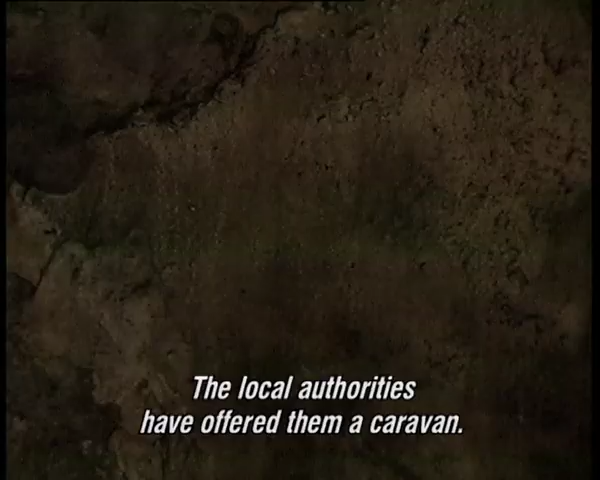 The local authorities
have offered them a caravan.